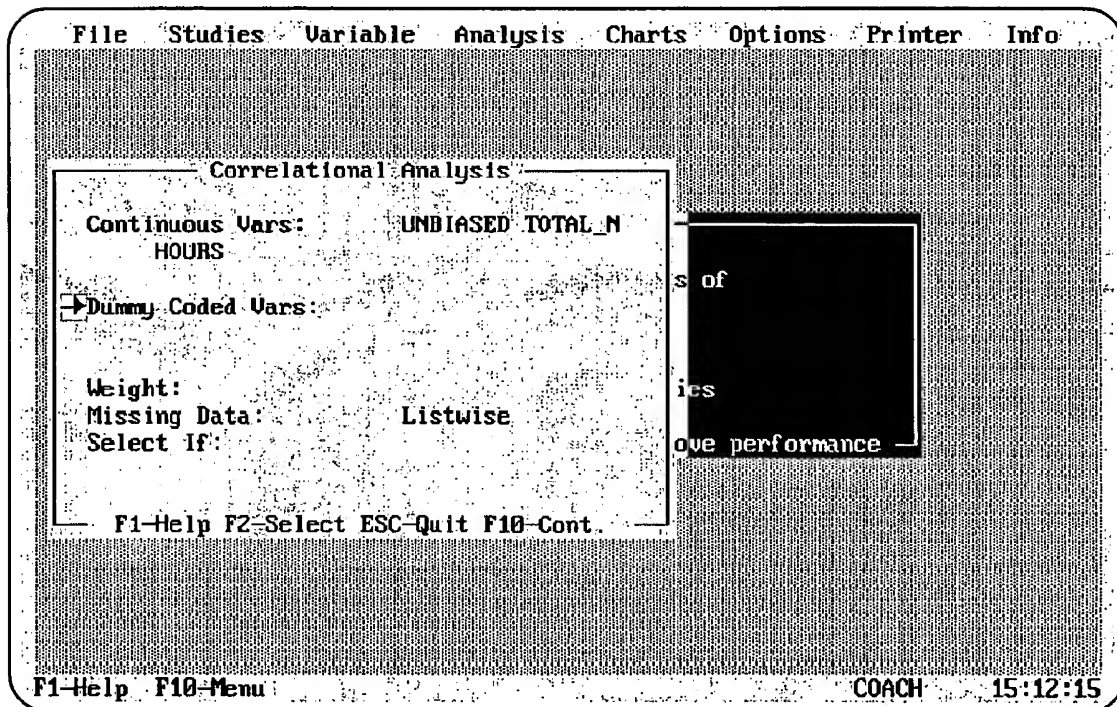 File Studies Variable Analysis Charts Options Printer Info
Correlational Analysis
Continuous Vars: UNBIASED TOTAL_N
HOURS
s of
Dummy Coded Vars:
Weight:
ies
Missing Data: Listwise
Select If:
ove performance
F1-Help F2-Select ESC-Quit F10-Cont.
F1-Help F10-Menu COACH 15:12:15